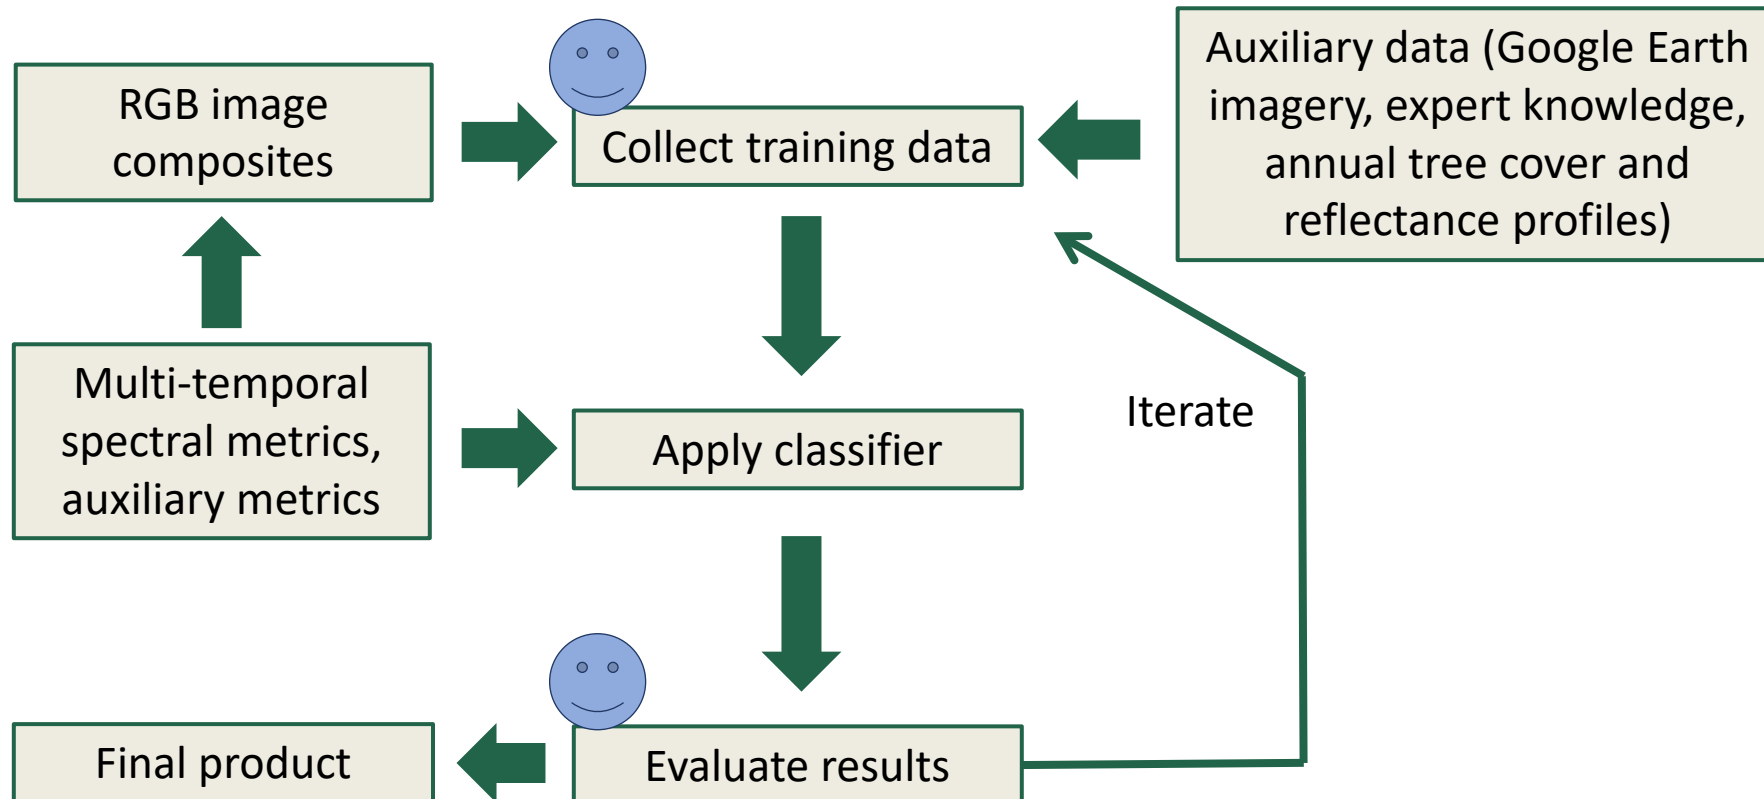 RGB image
composites
Collect training data
Auxiliary data (Google Earth
imagery, expert knowledge,
annual tree cover and
reflectance profiles)
Multi-temporal
spectral metrics,
auxiliary metrics
Apply classifier
Iterate
Final product
Evaluate results